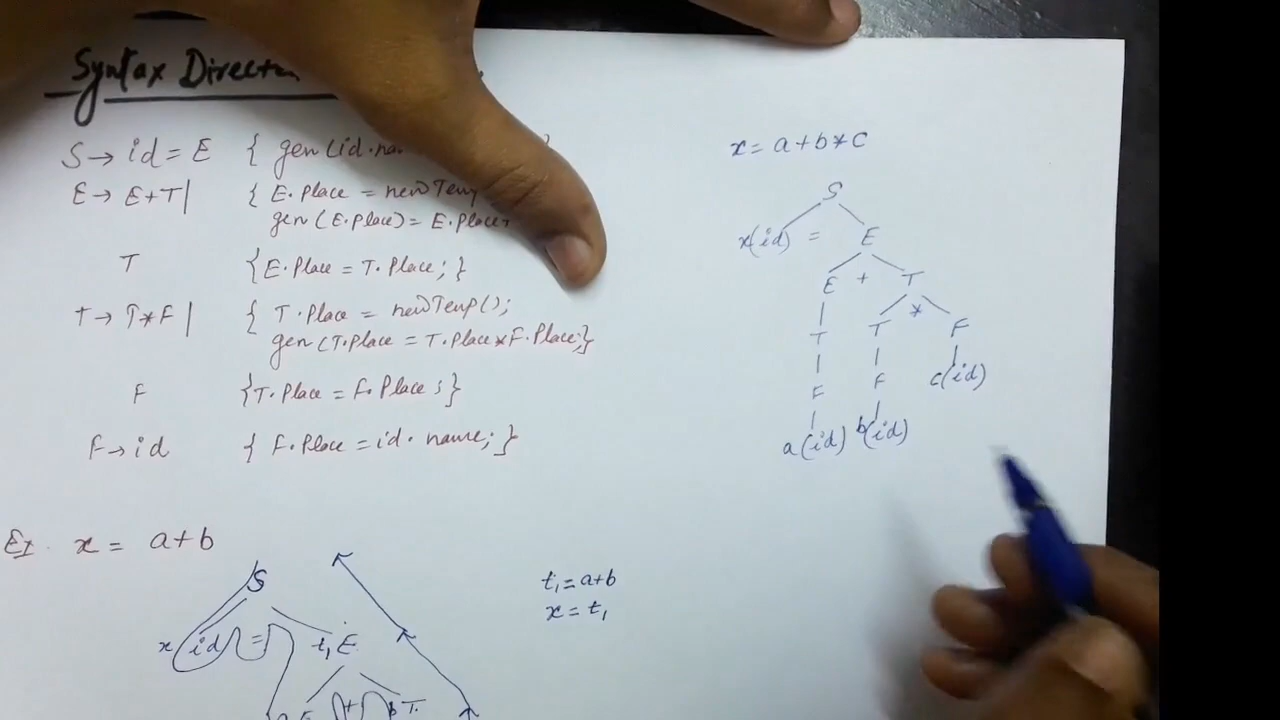 Syntax Directe
S → id = E { gen(id.na }
E → E+T| { E.Place = newTemp
gen (E.Place) = E.Place+
T {E.Place = T.Place; }
T → T*F| { T.Place = newTemp();
gen (T.Place = T.Place*F.Place;}
F {T.Place = F.Place ; }
F → id { F.Place = id.name; }
Ex. x = a+b
S
x id = t₁ E
+ b T
t₁ = a+b
x = t₁
x = a+b*c
S
x(id) = E
E + T
T T * F
F F c(id)
a(id) b(id)